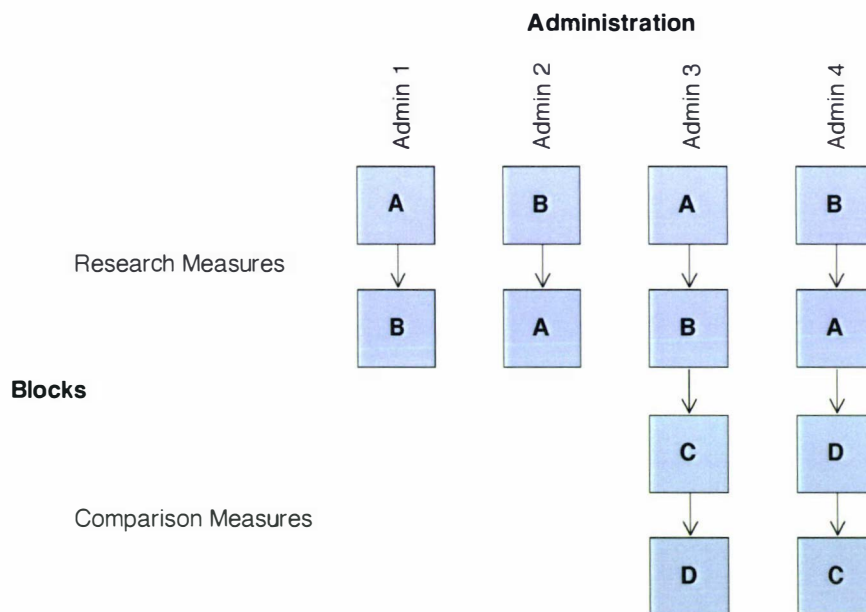 Administration
Admin 1 Admin 2 Admin 3 Admin 4
A B A B
Research Measures
B A B A
Blocks
C D
Comparison Measures
D C